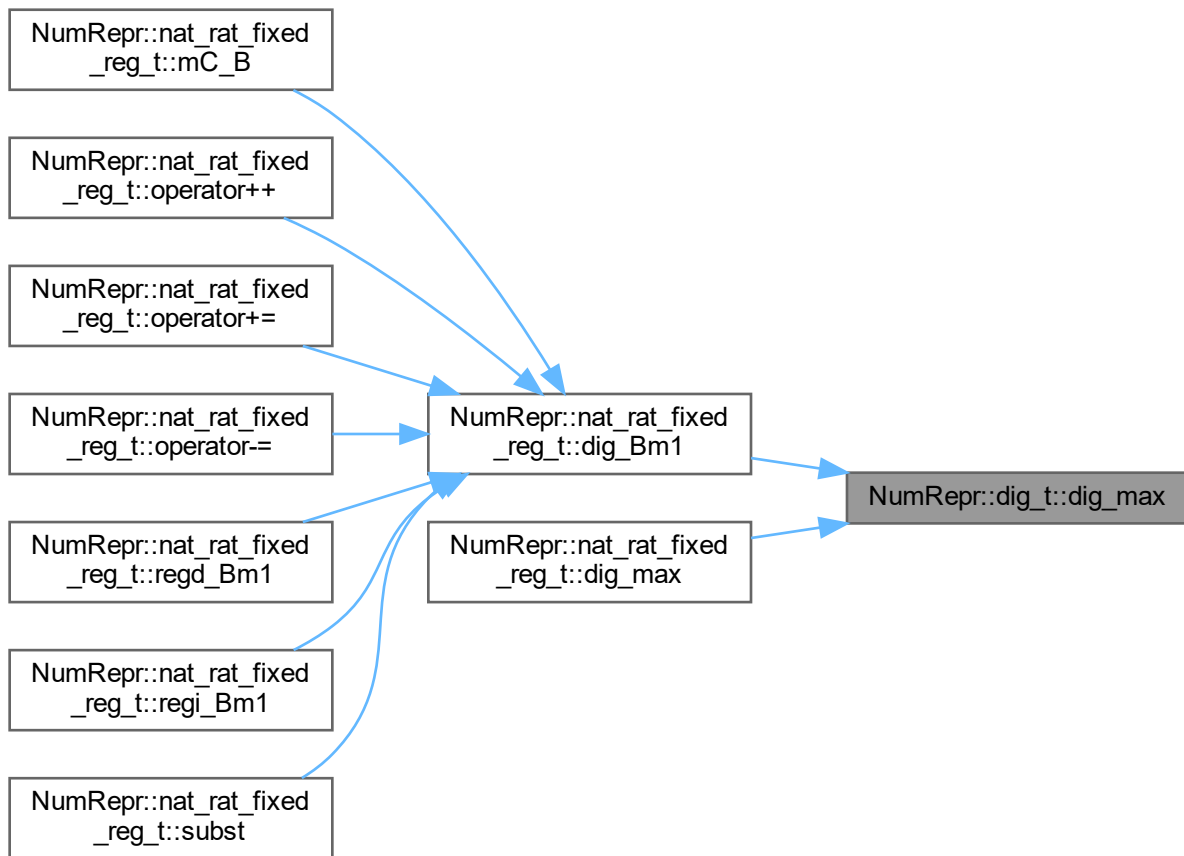 NumRepr::nat_rat_fixed
_reg_t::mC_B
NumRepr::nat_rat_fixed
_reg_t::operator++
NumRepr::nat_rat_fixed
_reg_t::operator+=
NumRepr::nat_rat_fixed
_reg_t::operator-=
NumRepr::nat_rat_fixed
_reg_t::regd_Bm1
NumRepr::nat_rat_fixed
_reg_t::regi_Bm1
NumRepr::nat_rat_fixed
_reg_t::subst
NumRepr::nat_rat_fixed
_reg_t::dig_Bm1
NumRepr::nat_rat_fixed
_reg_t::dig_max
NumRepr::dig_t::dig_max